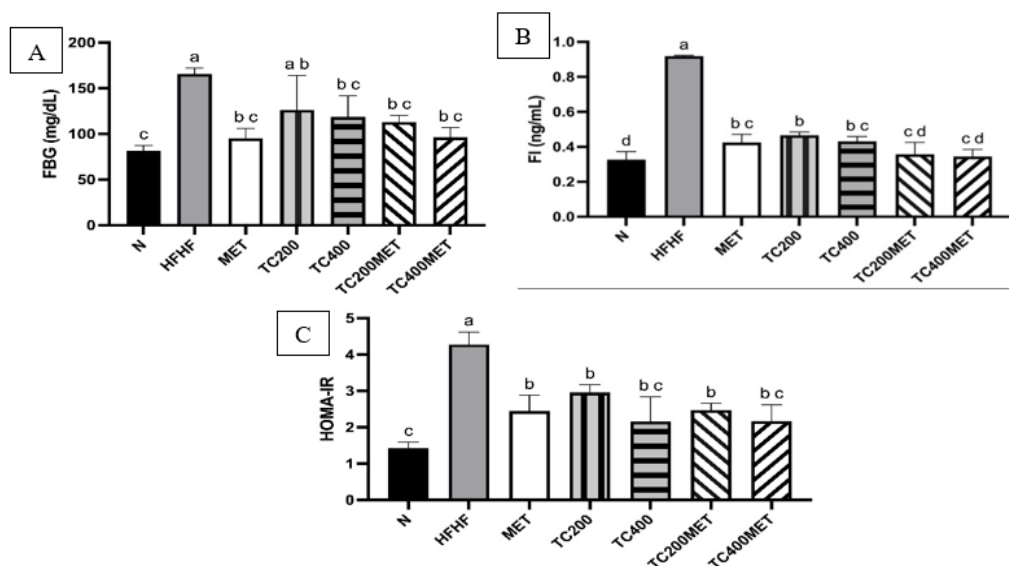 A
FBG (mg/dL)
200
150
100
50
0
a
a b
b c
b c
b c
b c
c
N
HFHF
MET
TC200
TC400
TC200MET
TC400MET
B
FI (ng/mL)
1.0
0.8
0.6
0.4
0.2
0.0
a
d
b c
b
b c
c d
c d
N
HFHF
MET
TC200
TC400
TC200MET
TC400MET
C
HOMA-IR
5
4
3
2
1
0
a
c
b
b
b c
b
b c
N
HFHF
MET
TC200
TC400
TC200MET
TC400MET